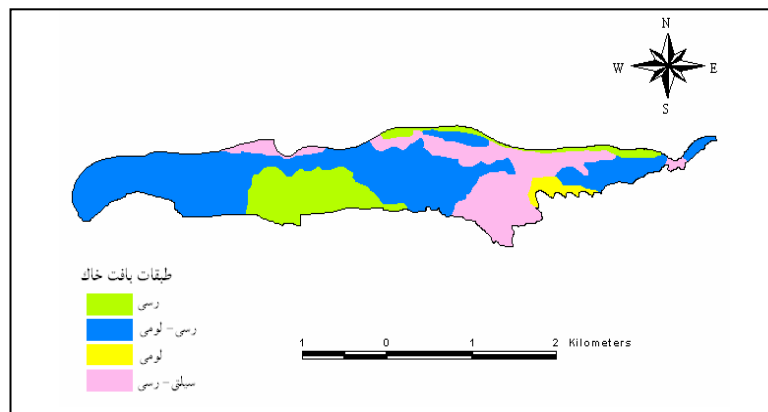 N
W E
S
طبقات بافت خاک
رسی
رسی - لومی
لومی
سیلتی - رسی
1 0 1 2 Kilometers